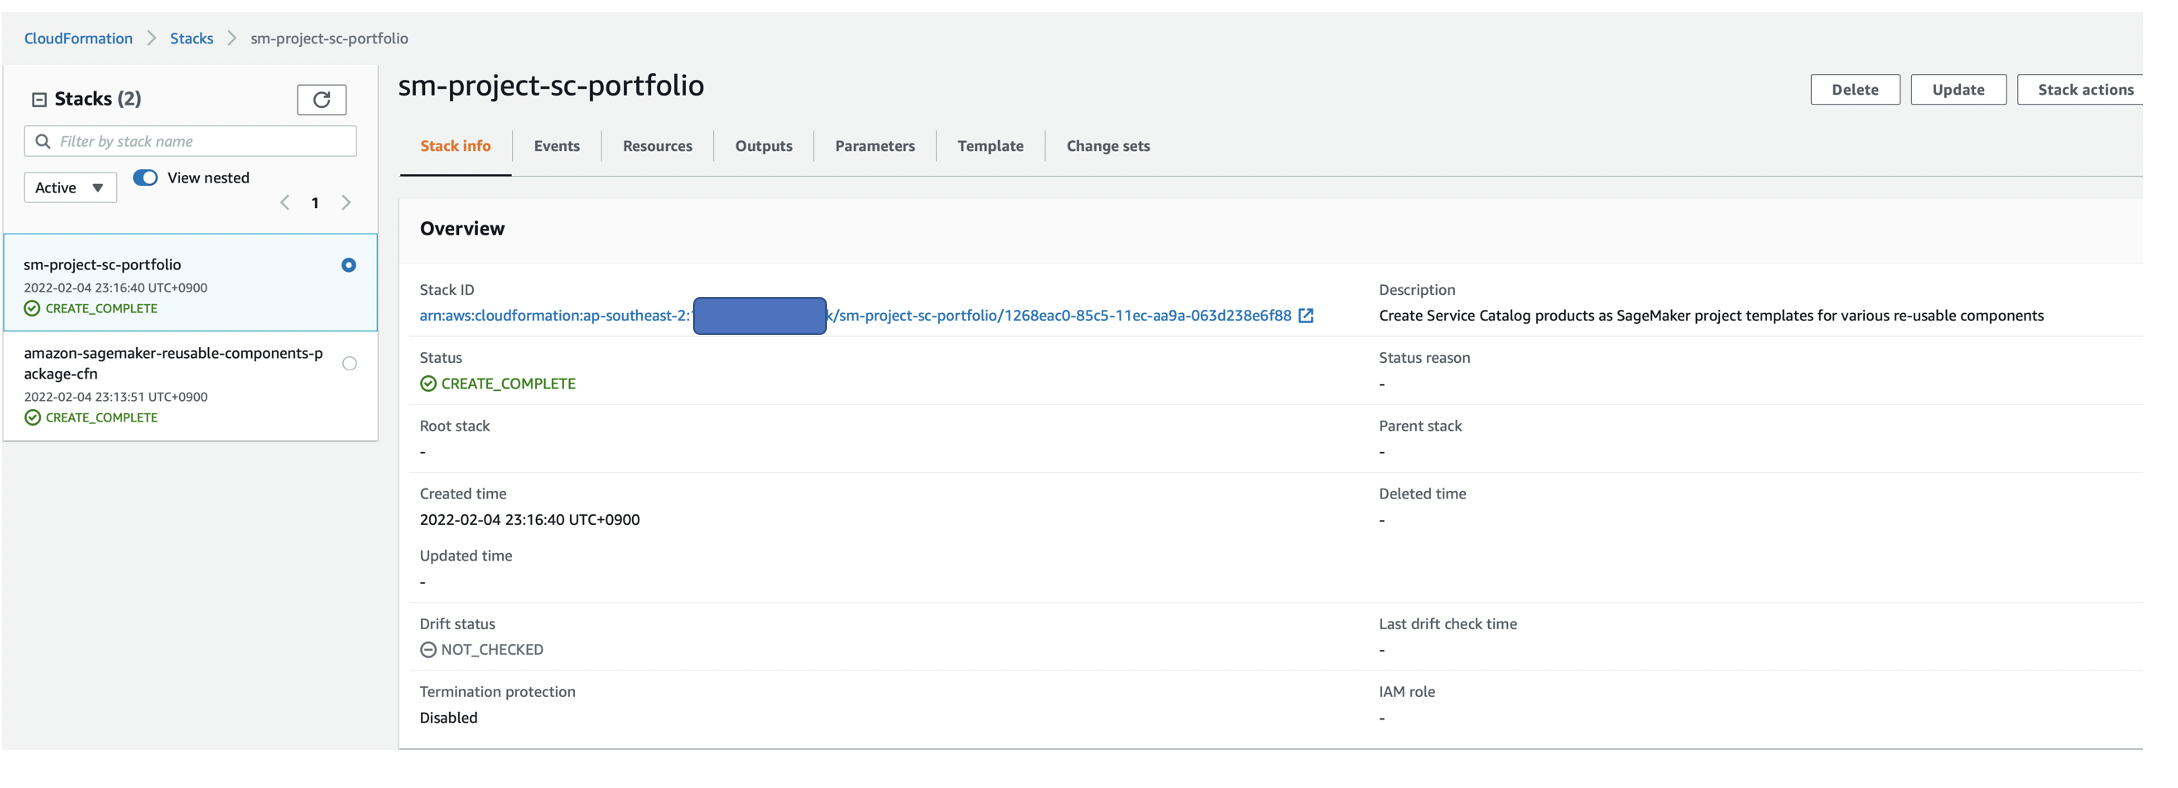 CloudFormation > Stacks > sm-project-sc-portfolio
Stacks (2)
Filter by stack name
Active
View nested
1
sm-project-sc-portfolio
2022-02-04 23:16:40 UTC+0900
CREATE_COMPLETE
amazon-sagemaker-reusable-components-p
ackage-cfn
2022-02-04 23:13:51 UTC+0900
CREATE_COMPLETE
sm-project-sc-portfolio
Delete
Update
Stack actions
Stack info
Events
Resources
Outputs
Parameters
Template
Change sets
Overview
Stack ID
arn:aws:cloudformation:ap-southeast-2: k/sm-project-sc-portfolio/1268eac0-85c5-11ec-aa9a-063d238e6f88
Description
Create Service Catalog products as SageMaker project templates for various re-usable components
Status
CREATE_COMPLETE
Status reason
-
Root stack
-
Parent stack
-
Created time
2022-02-04 23:16:40 UTC+0900
Deleted time
-
Updated time
-
Drift status
NOT_CHECKED
Last drift check time
-
Termination protection
Disabled
IAM role
-